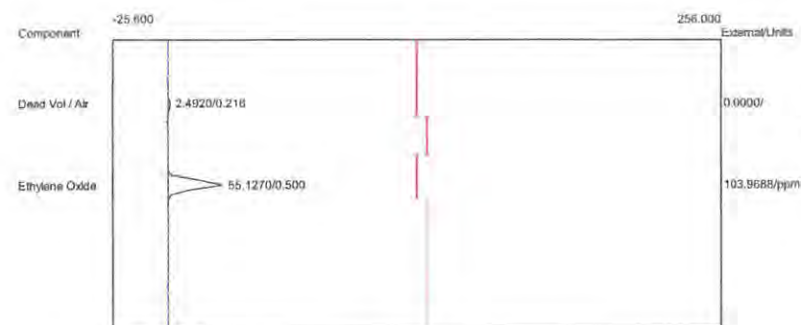 -25.600 256.000
Component External/Units
Dead Vol / Air 2.4920/0.216 0.0000/
Ethylene Oxide 55.1270/0.500 103.9688/ppm